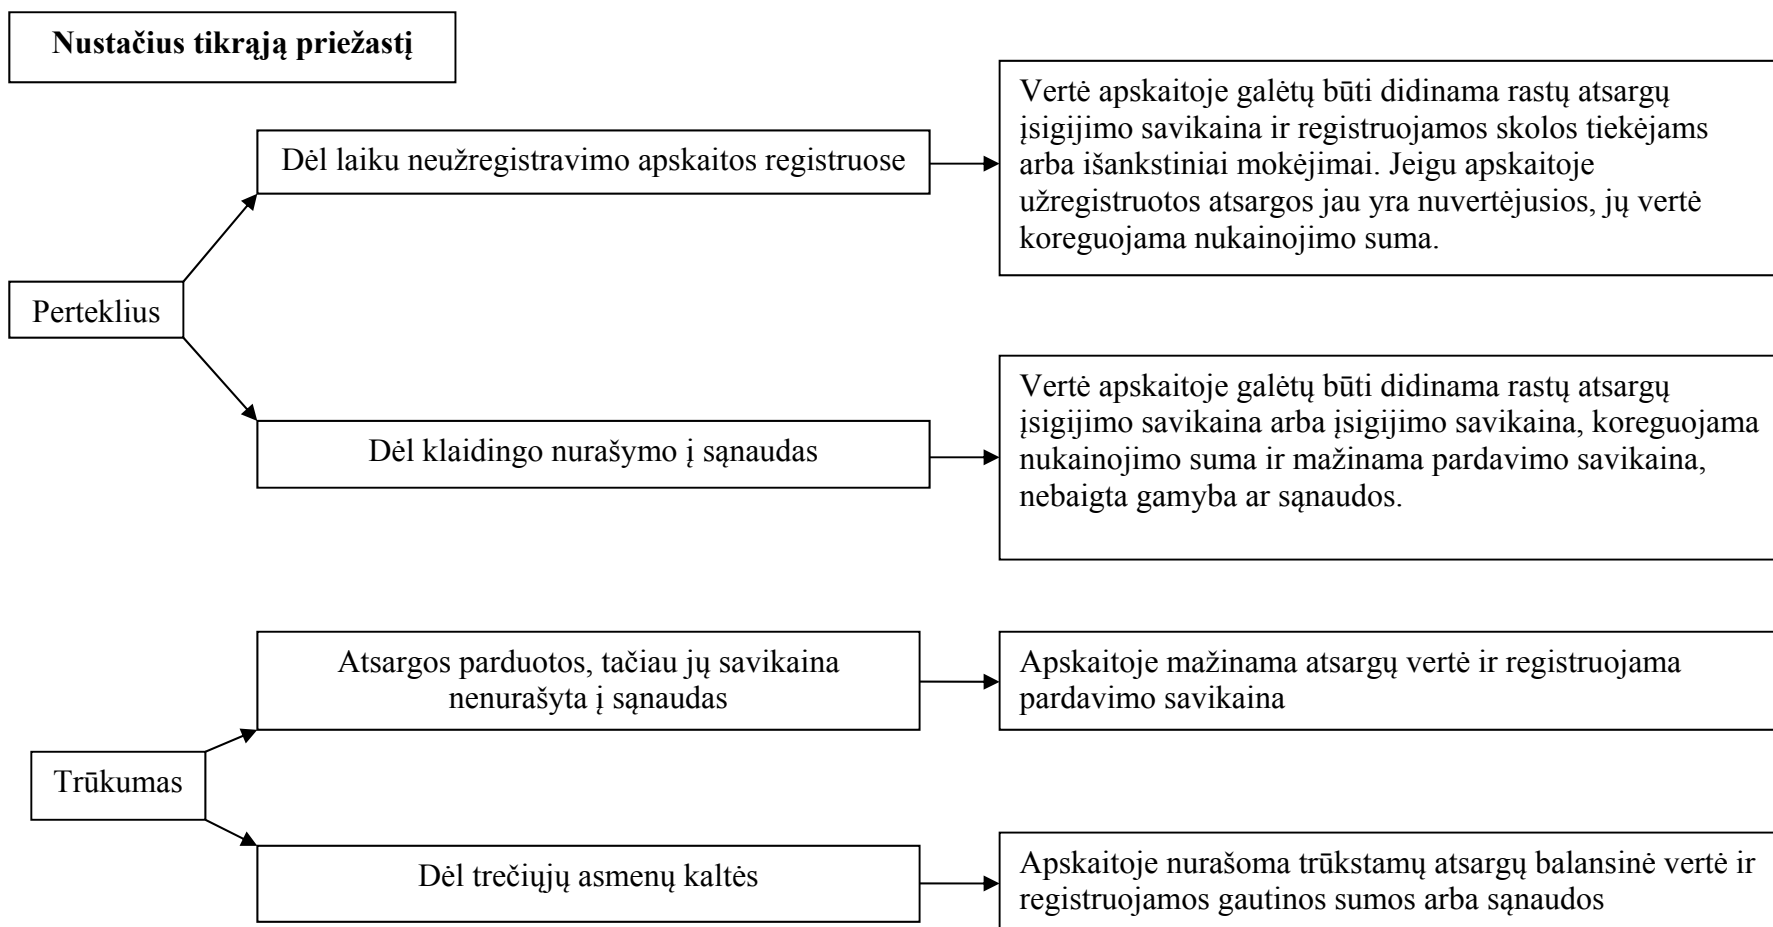 Nustačius tikrąją priežastį
Dėl laiku neužregistravimo apskaitos registruose
Vertė apskaitoje galėtų būti didinama rastų atsargų
įsigijimo savikaina ir registruojamos skolos tiekėjams
arba išankstiniai mokėjimai. Jeigu apskaitoje
užregistruotos atsargos jau yra nuvertėjusios, jų vertė
koreguojama nukainojimo suma.
Perteklius
Dėl klaidingo nurašymo į sąnaudas
Vertė apskaitoje galėtų būti didinama rastų atsargų
įsigijimo savikaina arba įsigijimo savikaina, koreguojama
nukainojimo suma ir mažinama pardavimo savikaina,
nebaigta gamyba ar sąnaudos.
Atsargos parduotos, tačiau jų savikaina
nenurašyta į sąnaudas
Apskaitoje mažinama atsargų vertė ir registruojama
pardavimo savikaina
Trūkumas
Dėl trečiųjų asmenų kaltės
Apskaitoje nurašoma trūkstamų atsargų balansinė vertė ir
registruojamos gautinos sumos arba sąnaudos